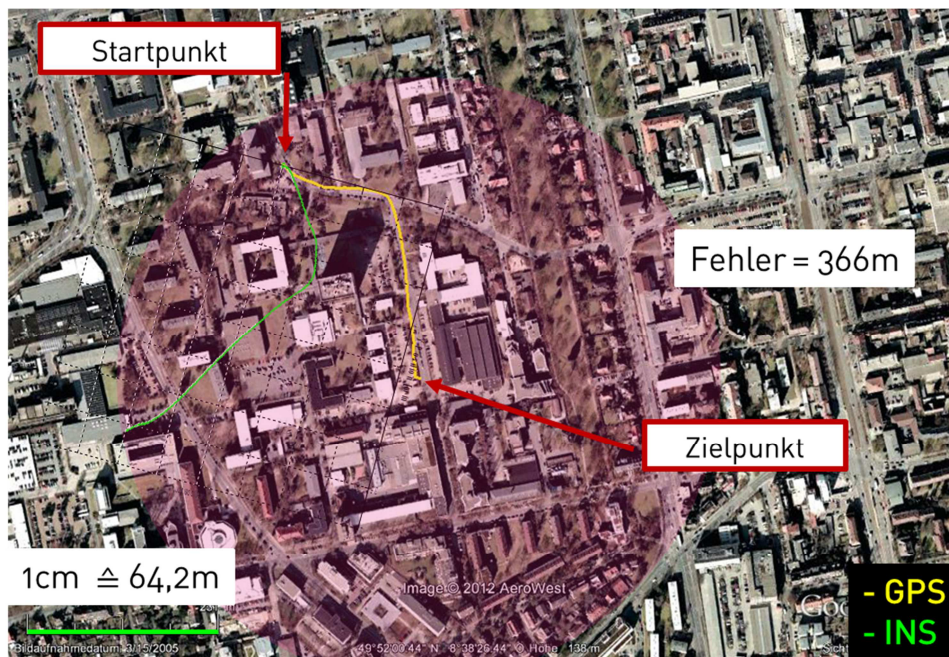 Startpunkt
Fehler = 366m
Zielpunkt
1cm ≙ 64,2m
Image © 2012 AeroWest
- GPS
- INS
Bildaufnahmedatum: 3/15/2005
49°52'00.44" N 8°38'26.44" O Höhe 138 m